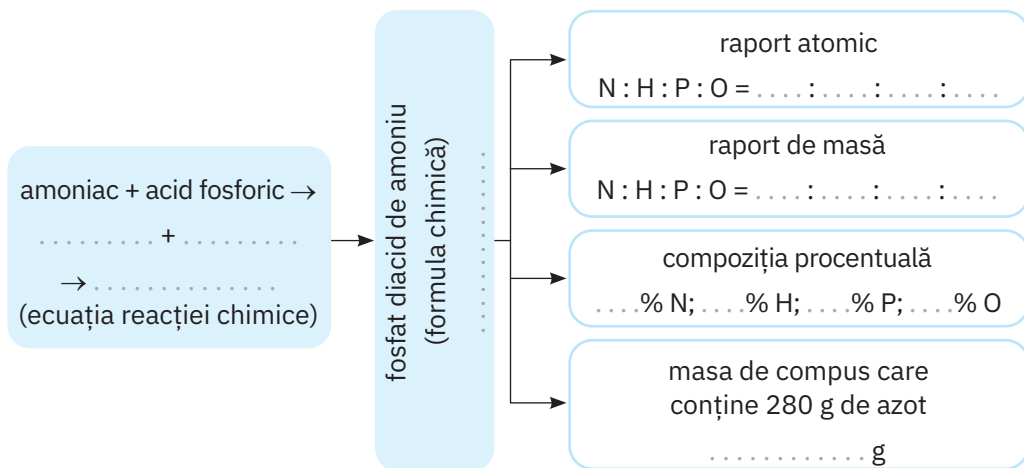 amoniac + acid fosforic →
. . . . . . . . . + . . . . . . . . .
→ . . . . . . . . . . . . . .
(ecuația reacției chimice)
fosfat diacid de amoniu
(formula chimică)
. . . . . . . . . . . . . . . . . . .
raport atomic
N : H : P : O = . . . . : . . . . : . . . . : . . . .
raport de masă
N : H : P : O = . . . . : . . . . : . . . . : . . . .
compoziția procentuală
. . . .% N; . . . .% H; . . . .% P; . . . .% O
masa de compus care
conține 280 g de azot
. . . . . . . . . . . . g